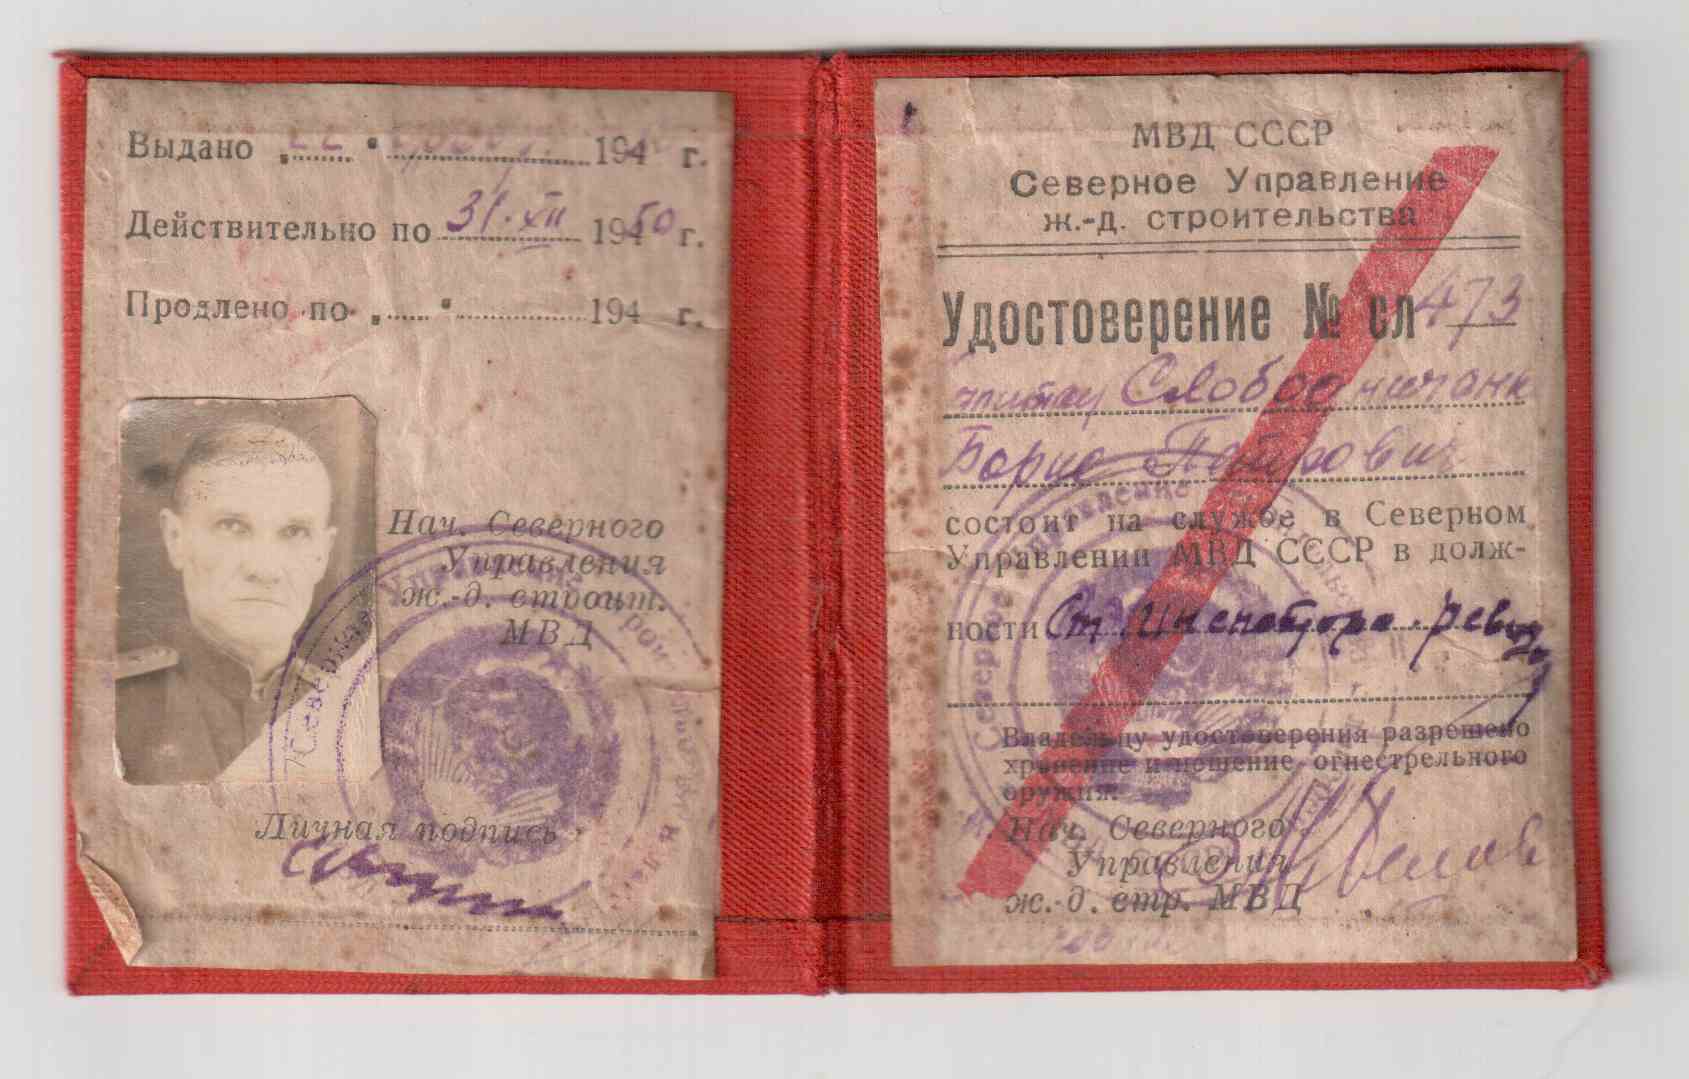 Выдано 194 г.
Действительно по 31.XII 1950 г.
Продлено по 194 г.
Нач. Северного
Управления
ж.-д. строит.
МВД
Личная подпись
МВД СССР
Северное Управление
ж.-д. строительства
Удостоверение № сл 473
Борис Петрович
состоит на службе в Северном
Управлении МВД СССР в долж-
ности Ст. Инспектора
Владельцу удостоверения разрешено
хранение и ношение огнестрельного
оружия.
Нач. Северного
Управления
ж.-д. стр. МВД